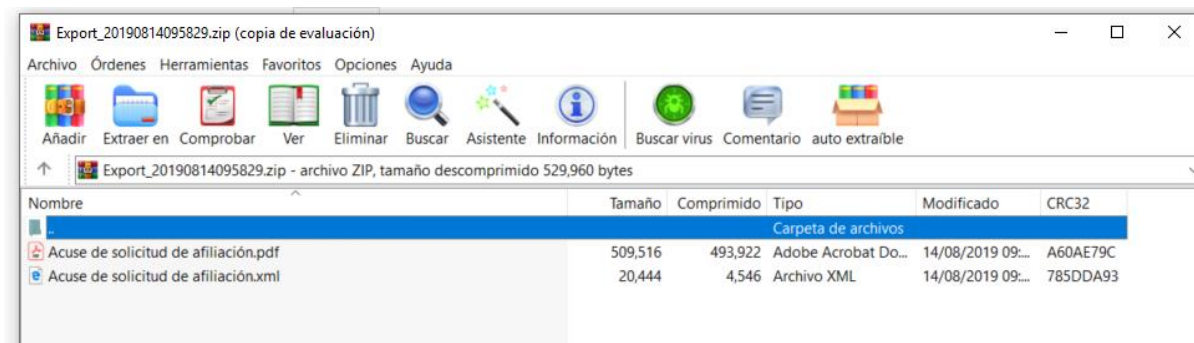 Export_20190814095829.zip (copia de evaluación)
Archivo Órdenes Herramientas Favoritos Opciones Ayuda
Añadir Extraer en Comprobar Ver Eliminar Buscar Asistente Información Buscar virus Comentario auto extraíble
Export_20190814095829.zip - archivo ZIP, tamaño descomprimido 529,960 bytes
Nombre Tamaño Comprimido Tipo Modificado CRC32
.. Carpeta de archivos
Acuse de solicitud de afiliación.pdf 509,516 493,922 Adobe Acrobat Do... 14/08/2019 09:... A60AE79C
Acuse de solicitud de afiliación.xml 20,444 4,546 Archivo XML 14/08/2019 09:... 785DDA93